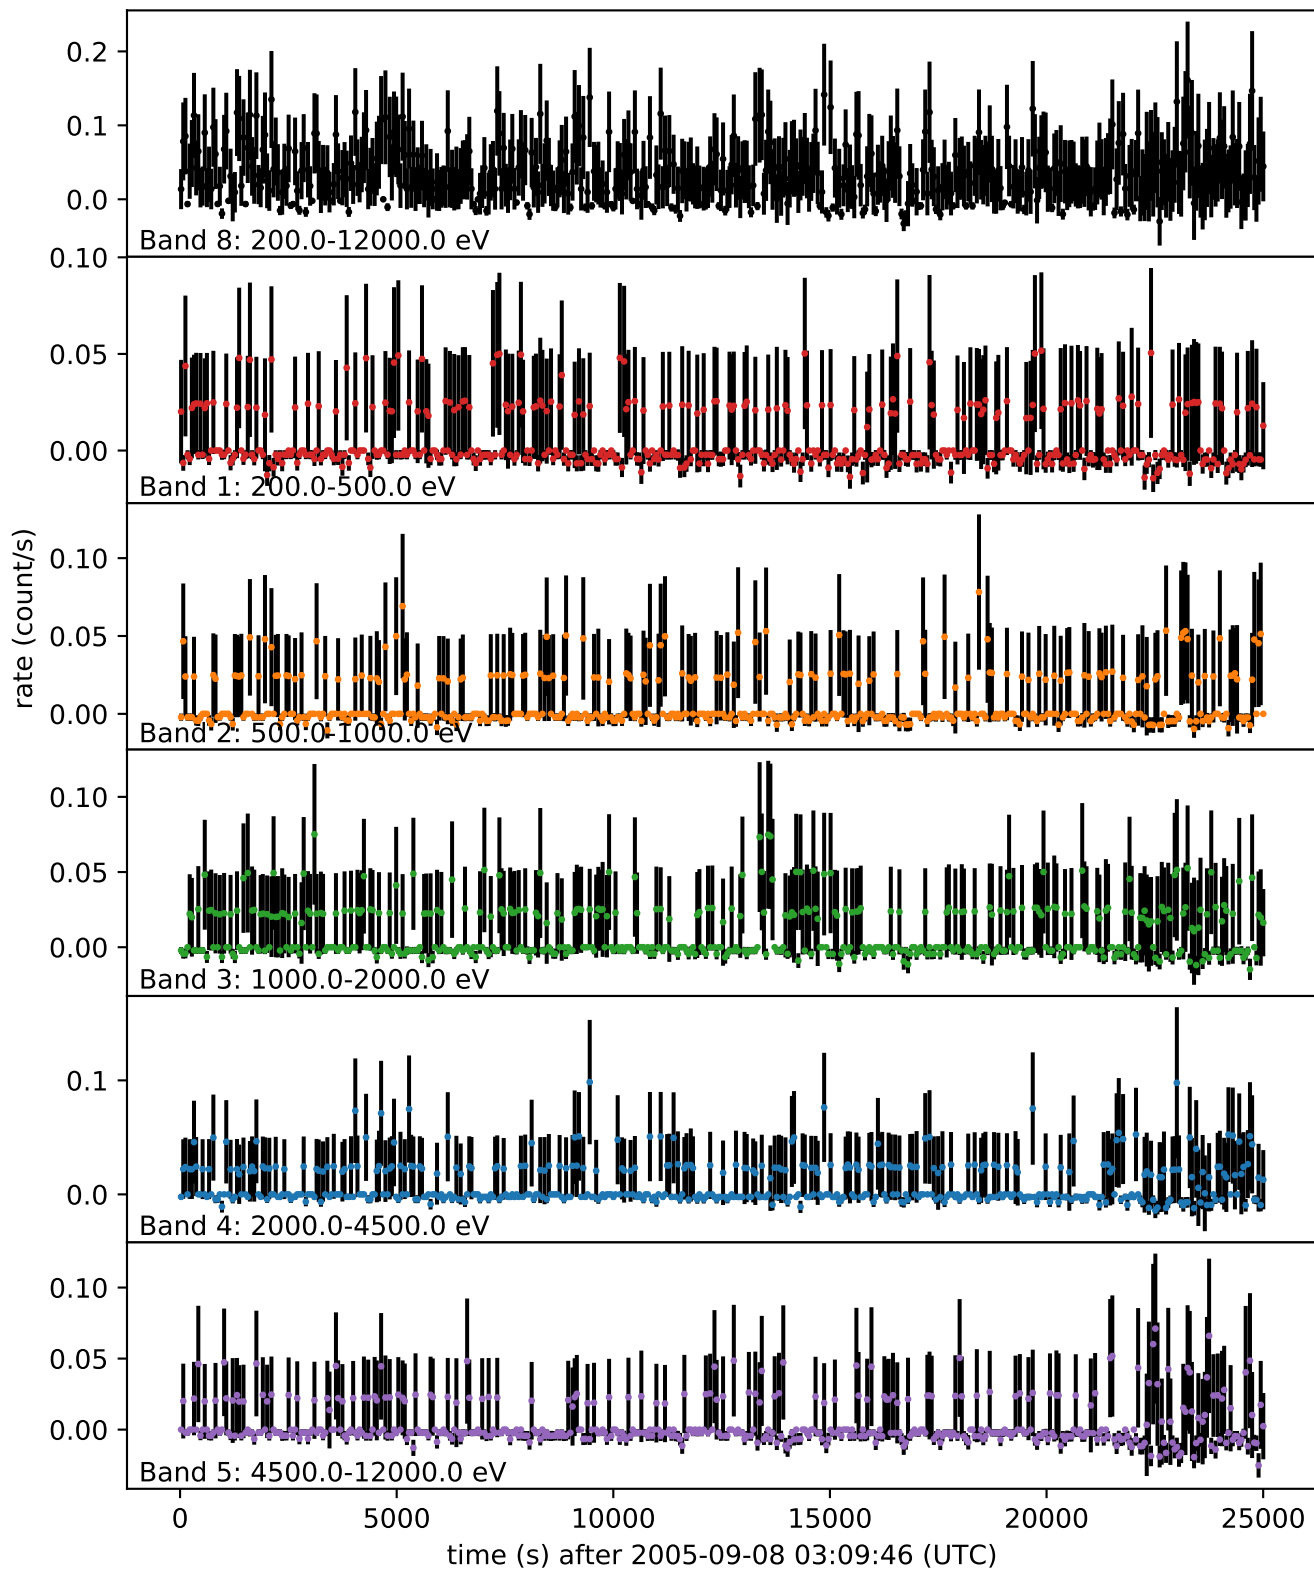 0.2
0.1
0.0
Band 8: 200.0-12000.0 eV
0.10
0.05
0.00
Band 1: 200.0-500.0 eV
rate (count/s)
0.10
0.05
0.00
Band 2: 500.0-1000.0 eV
0.10
0.05
0.00
Band 3: 1000.0-2000.0 eV
0.1
0.0
Band 4: 2000.0-4500.0 eV
0.10
0.05
0.00
Band 5: 4500.0-12000.0 eV
0 5000 10000 15000 20000 25000
time (s) after 2005-09-08 03:09:46 (UTC)